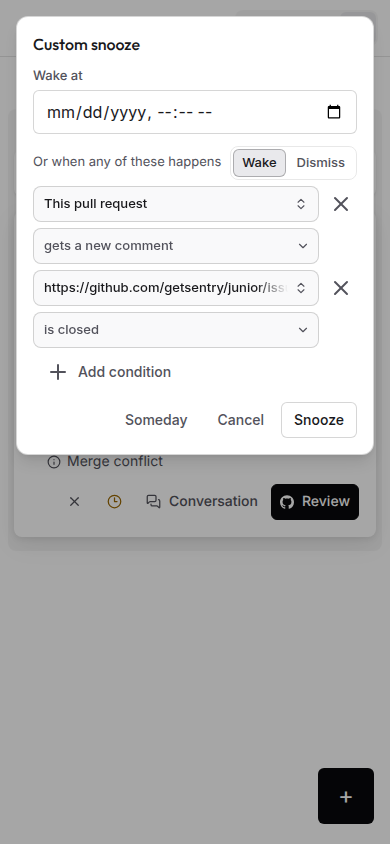 Custom snooze
Wake at
mm/dd/yyyy, --:-- --
Or when any of these happens Wake Dismiss
This pull request
gets a new comment
https://github.com/getsentry/junior/iss
is closed
Add condition
Someday Cancel Snooze
Merge conflict
Conversation Review